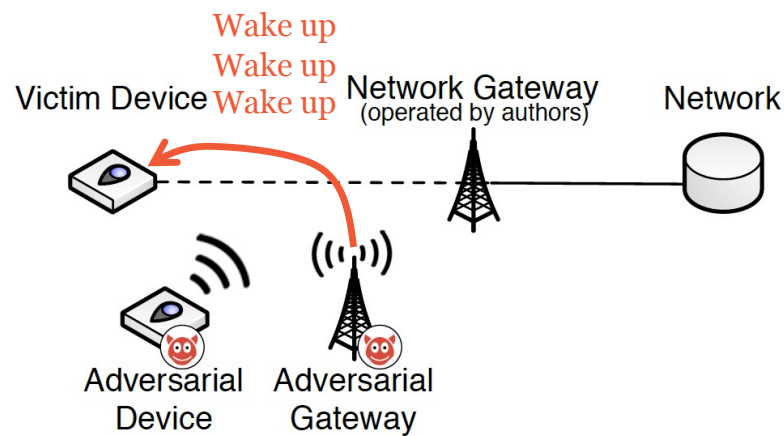 Wake up
Wake up
Wake up
Victim Device
Network Gateway
(operated by authors)
Network
Adversarial
Device
Adversarial
Gateway